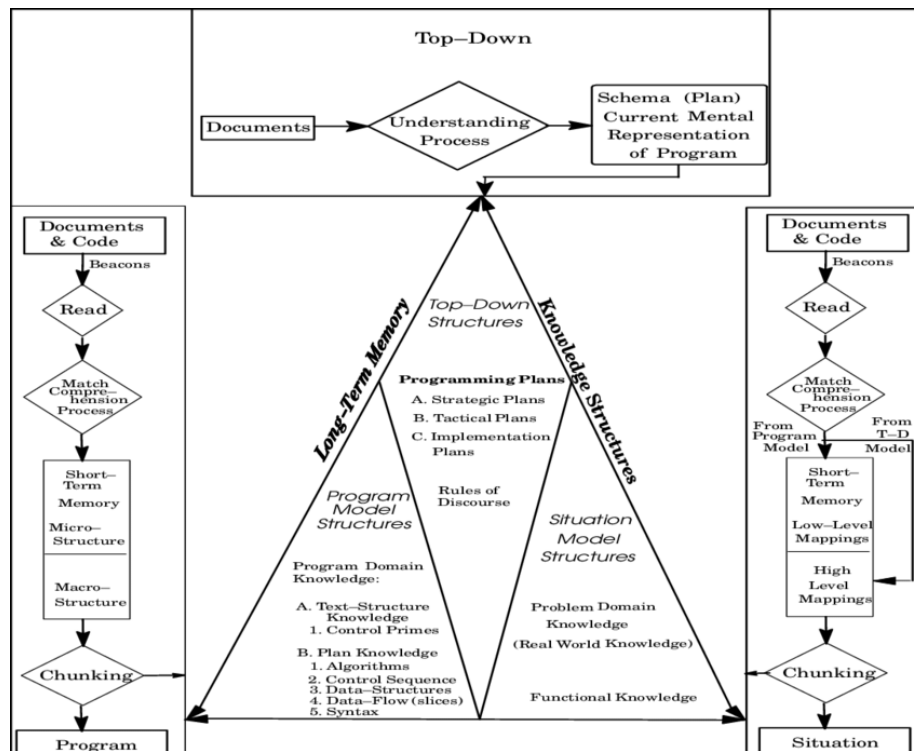 Top–Down
Documents
Understanding
Process
Schema (Plan)
Current Mental
Representation
of Program
Documents
& Code
Beacons
Read
Match
Compre–
hension
Process
Short–
Term
Memory
Micro–
Structure
Macro–
Structure
Chunking
Program
Long–Term Memory
Knowledge Structures
Top–Down
Structures
Programming Plans
A. Strategic Plans
B. Tactical Plans
C. Implementation
Plans
Rules of
Discourse
Program Model
Structures
Program Domain
Knowledge:
A. Text–Structure
Knowledge
1. Control Primes
B. Plan Knowledge
1. Algorithms
2. Control Sequence
3. Data–Structures
4. Data–Flow (slices)
5. Syntax
Situation
Model
Structures
Problem Domain
Knowledge
(Real World Knowledge)
Functional Knowledge
Documents
& Code
Beacons
Read
Match
Compre–
hension
Process
From
Program
Model
From
T–D
Model
Short–
Term
Memory
Low–Level
Mappings
High
Level
Mappings
Chunking
Situation